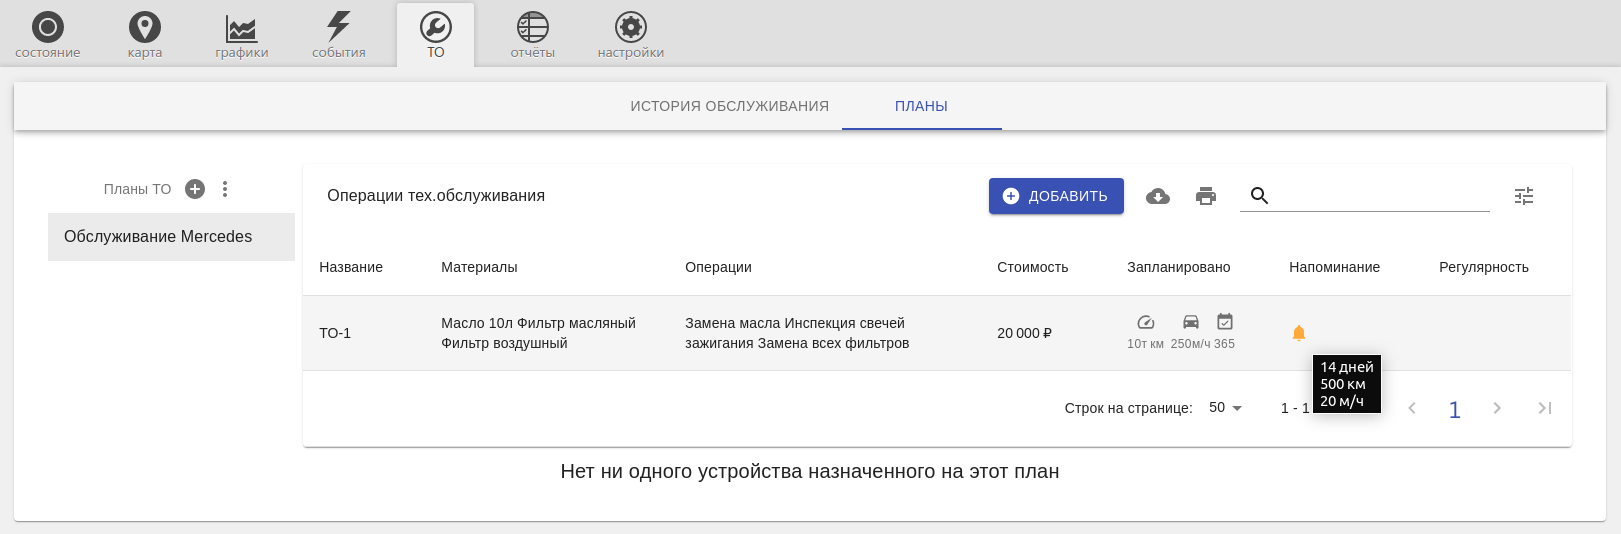 состояние карта графики события ТО отчёты настройки
ИСТОРИЯ ОБСЛУЖИВАНИЯ ПЛАНЫ
Планы ТО
Обслуживание Mercedes
Операции тех.обслуживания
ДОБАВИТЬ
Название Материалы Операции Стоимость Запланировано Напоминание Регулярность
ТО-1
Масло 10л Фильтр масляный
Фильтр воздушный
Замена масла Инспекция свечей
зажигания Замена всех фильтров
20 000 ₽
10т км 250м/ч 365
14 дней
500 км
20 м/ч
Строк на странице: 50 1 - 1 1
Нет ни одного устройства назначенного на этот план